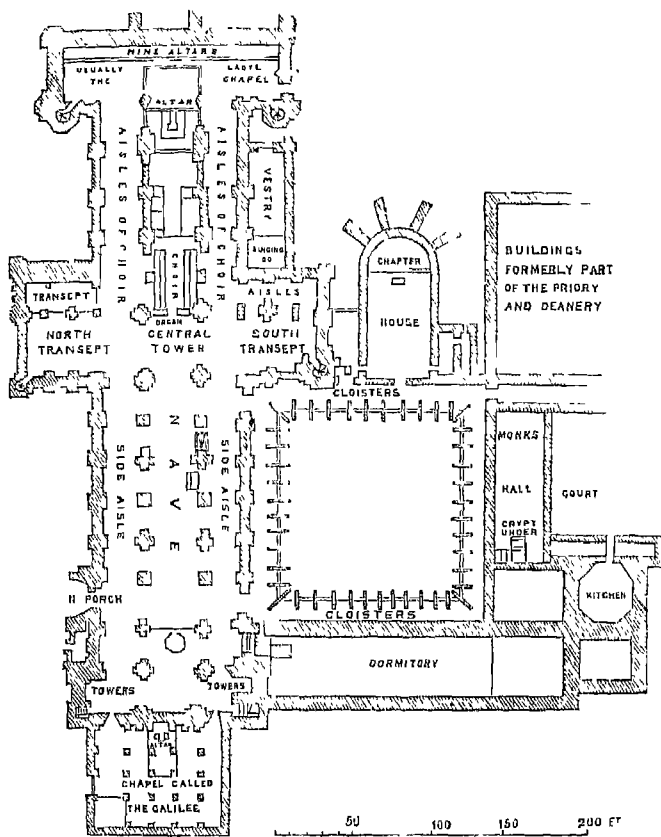 NINE ALTARS
USUALLY THE
LADYE CHAPEL
ALTAR
AISLES OF CHOIR
AISLES OF CHOIR
VESTRY
CHOIR
AISLES
TRANSEPT
ORGAN
NORTH TRANSEPT
CENTRAL TOWER
SOUTH TRANSEPT
CHAPTER
HOUSE
BUILDINGS
FORMERLY PART
OF THE PRIORY
AND DEANERY
CLOISTERS
NAVE
SIDE AISLE
SIDE AISLE
MONKS
HALL
CRYPT
UNDER
COURT
KITCHEN
N PORCH
CLOISTERS
DORMITORY
TOWERS
TOWERS
ALTAR
CHAPEL CALLED
THE GALILEE
50 100 150 200 FT